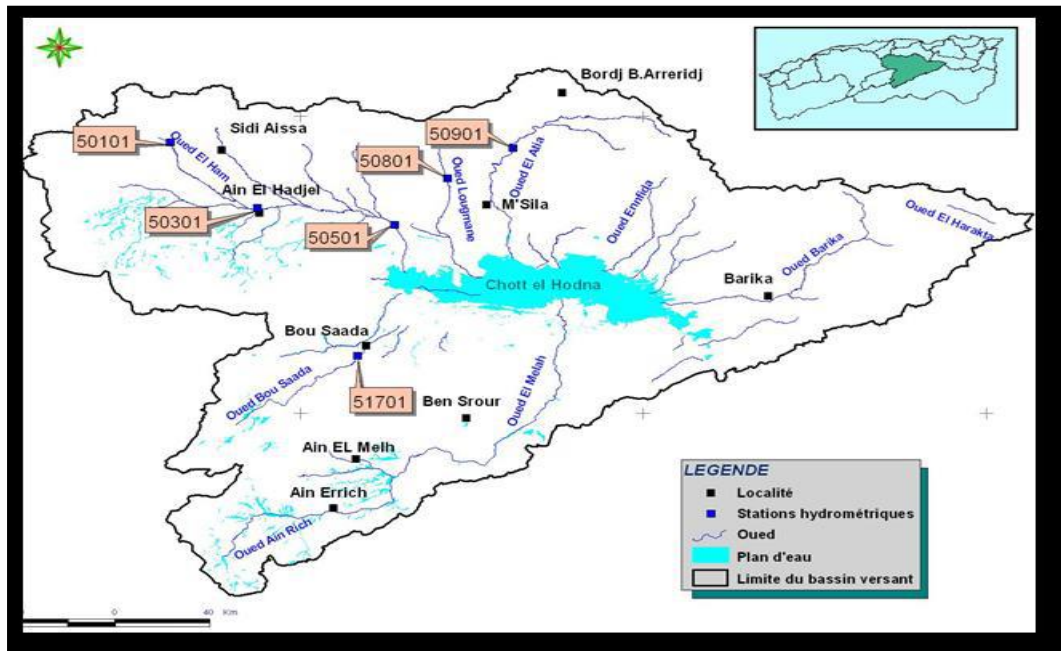 Bordj B.Arreridj
50901
Sidi Aissa
50101
50801
Oued El Ham
Oued El Atia
Oued Lougmane
Ain El Hadjel
M'Sila
Oued Ennfida
50301
50501
Oued El Harakta
Oued Barika
Barika
Chott el Hodna
Bou Saada
Oued Bou Saada
51701
Ben Srour
Oued El Melah
Ain EL Melh
Ain Errich
Oued Ain Rich
LEGENDE
Localité
Stations hydrométriques
Oued
Plan d'eau
Limite du bassin versant
0 40 Km